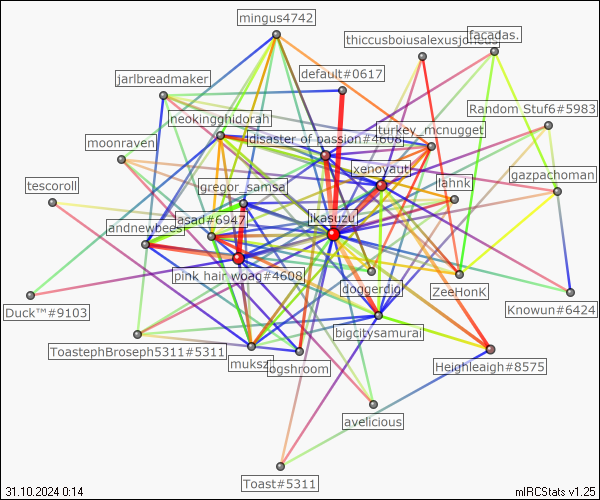 mingus4742
facadas.
thiccusboiusalexusjoneus
default#0617
jarlbreadmaker
Random Stuf6#5983
neokingghidorah
turkey_mcnugget
disaster of passion#4608
moonraven
xenoyaut
gazpachoman
tescoroll
gregor_samsa
lahnk
asad#6947
ikasuzu
andnewbees
pink hair woag#4608
doggerdig
ZeeHonK
Duck™#9103
Knowun#6424
bigcitysamurai
ToastephBroseph5311#5311
muksz
ogshroom
Heighleaigh#8575
avelicious
Toast#5311
31.10.2024 0:14
mIRCStats v1.25